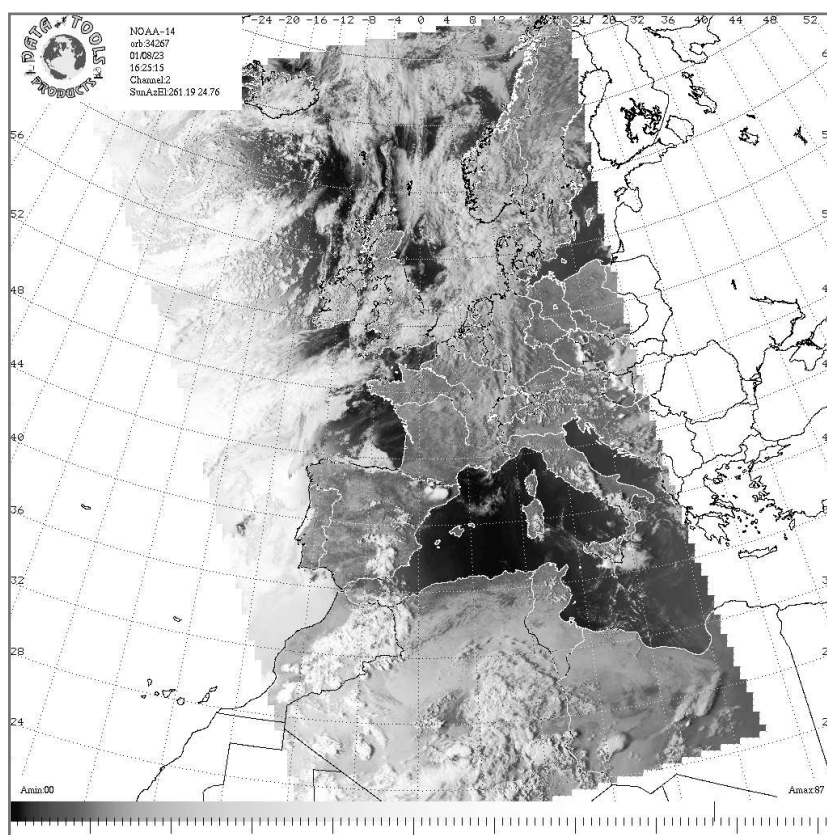 -24 -20 -16 -12 -8 -4 0 4 8 12 16 20 24 28 32 36 40 44 48 52
DATA TOOLS PRODUCTS
NOAA-14
orb:34267
01/08/23
16:25:15
Channel:2
SunAzEl:261.19 24.76
56
52
48
44
40
36
32
28
24
Amin:00 Amax:87